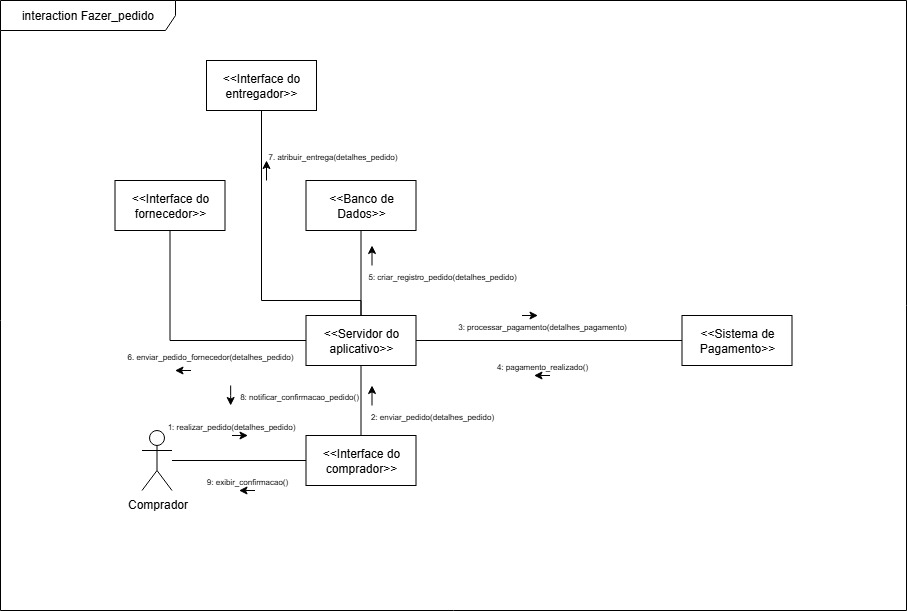 interaction Fazer_pedido
<<Interface do
entregador>>
7. atribuir_entrega(detalhes_pedido)
<<Interface do
fornecedor>>
<<Banco de
Dados>>
5: criar_registro_pedido(detalhes_pedido)
3: processar_pagamento(detalhes_pagamento)
<<Servidor do
aplicativo>>
<<Sistema de
Pagamento>>
6. enviar_pedido_fornecedor(detalhes_pedido)
4: pagamento_realizado()
8: notificar_confirmacao_pedido()
2: enviar_pedido(detalhes_pedido)
1: realizar_pedido(detalhes_pedido)
<<Interface do
comprador>>
9: exibir_confirmacao()
Comprador